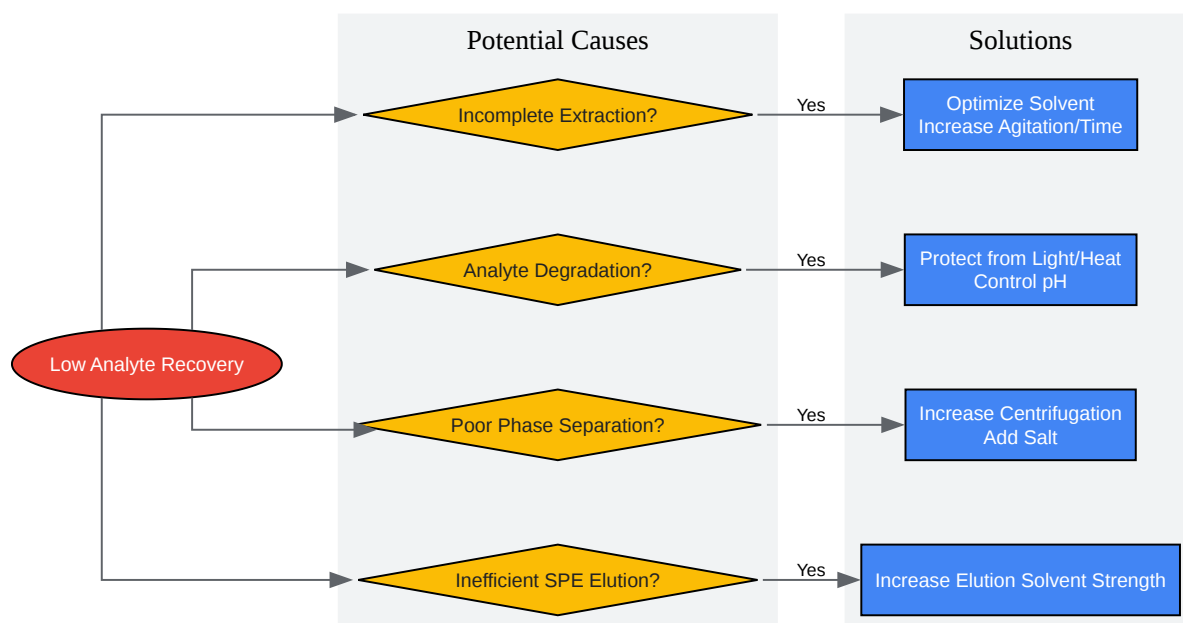 Potential Causes
Solutions
Incomplete Extraction?
Yes
Optimize Solvent
Increase Agitation/Time
Analyte Degradation?
Yes
Protect from Light/Heat
Control pH
Low Analyte Recovery
Poor Phase Separation?
Yes
Increase Centrifugation
Add Salt
Inefficient SPE Elution?
Yes
Increase Elution Solvent Strength